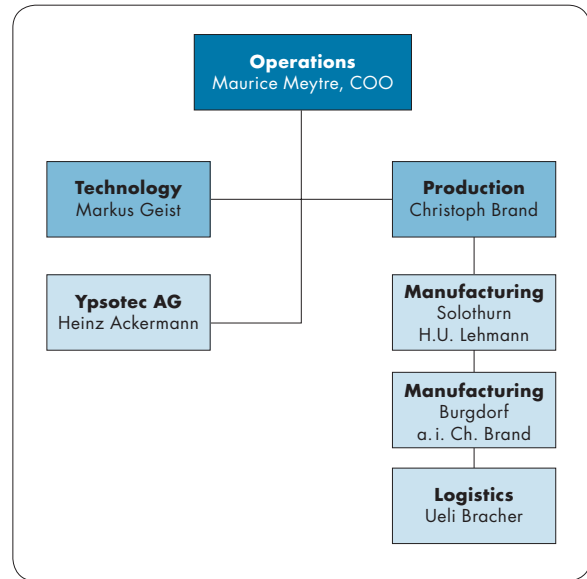 Operations
Maurice Meytre, COO
Technology
Markus Geist
Production
Christoph Brand
Ypsotec AG
Heinz Ackermann
Manufacturing
Solothurn
H.U. Lehmann
Manufacturing
Burgdorf
a. i. Ch. Brand
Logistics
Ueli Bracher